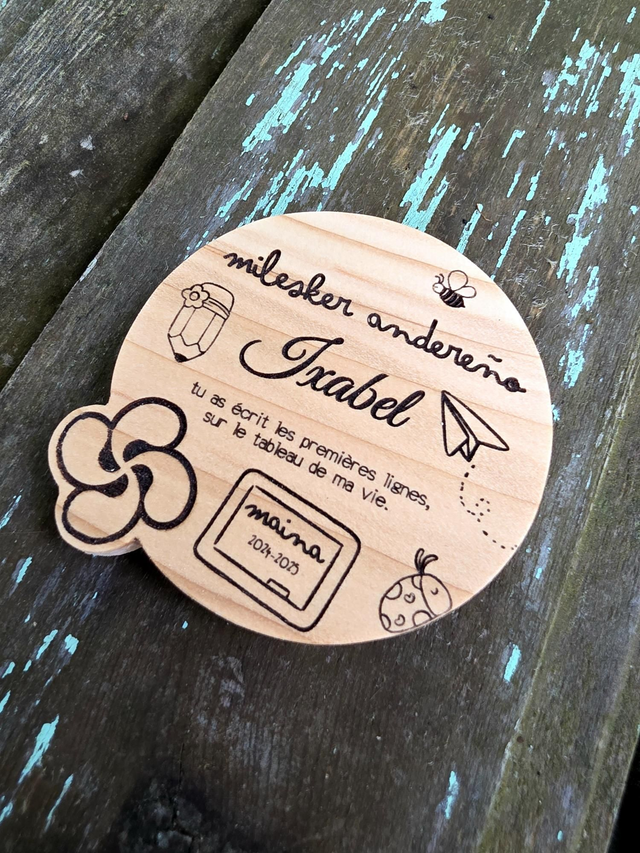 milesker andereño
Ixabel
tu as écrit les premières lignes,
sur le tableau de ma vie.
maina
2024-2025